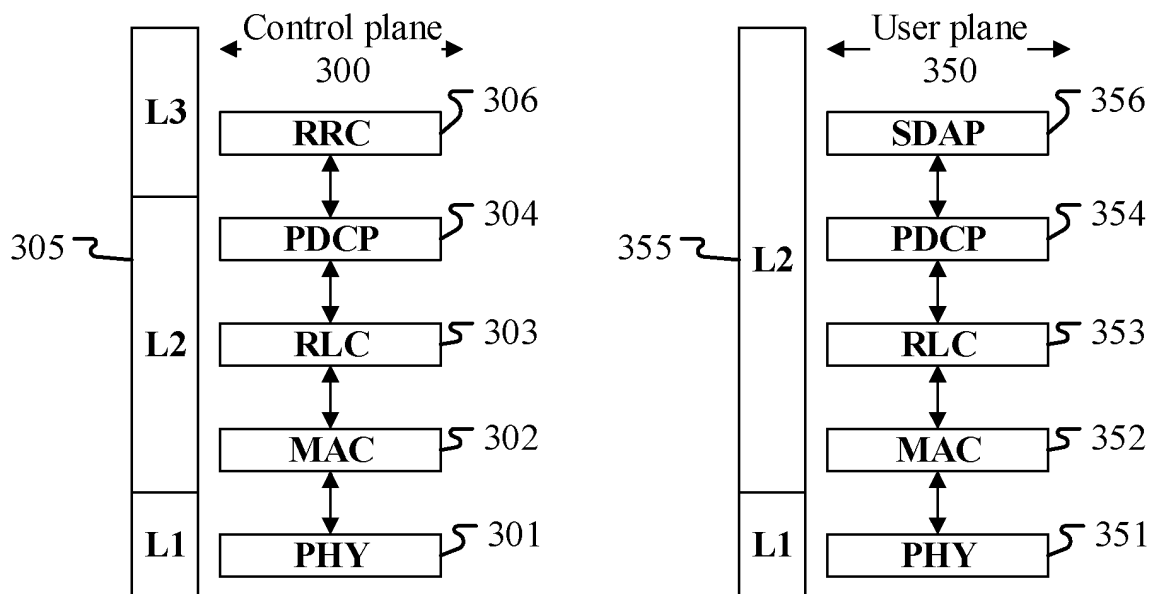 Control plane
300
L3
RRC
306
PDCP
304
305
L2
RLC
303
MAC
302
L1
PHY
301
User plane
350
SDAP
356
PDCP
354
355
L2
RLC
353
MAC
352
L1
PHY
351